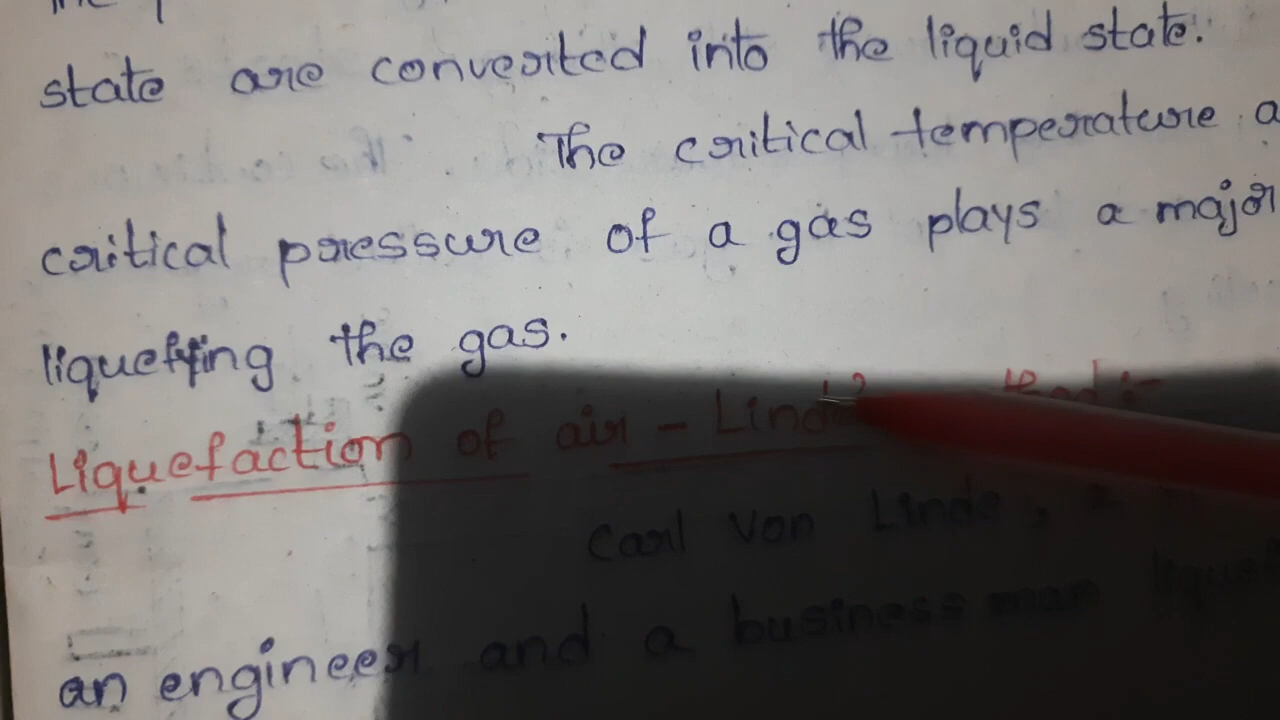 state are converted into the liquid state.
The critical temperature a
critical pressure of a gas plays a major
liquefying the gas.
Liquefaction of air - Linde's
Carl Von Linde,
an engineer and a business man